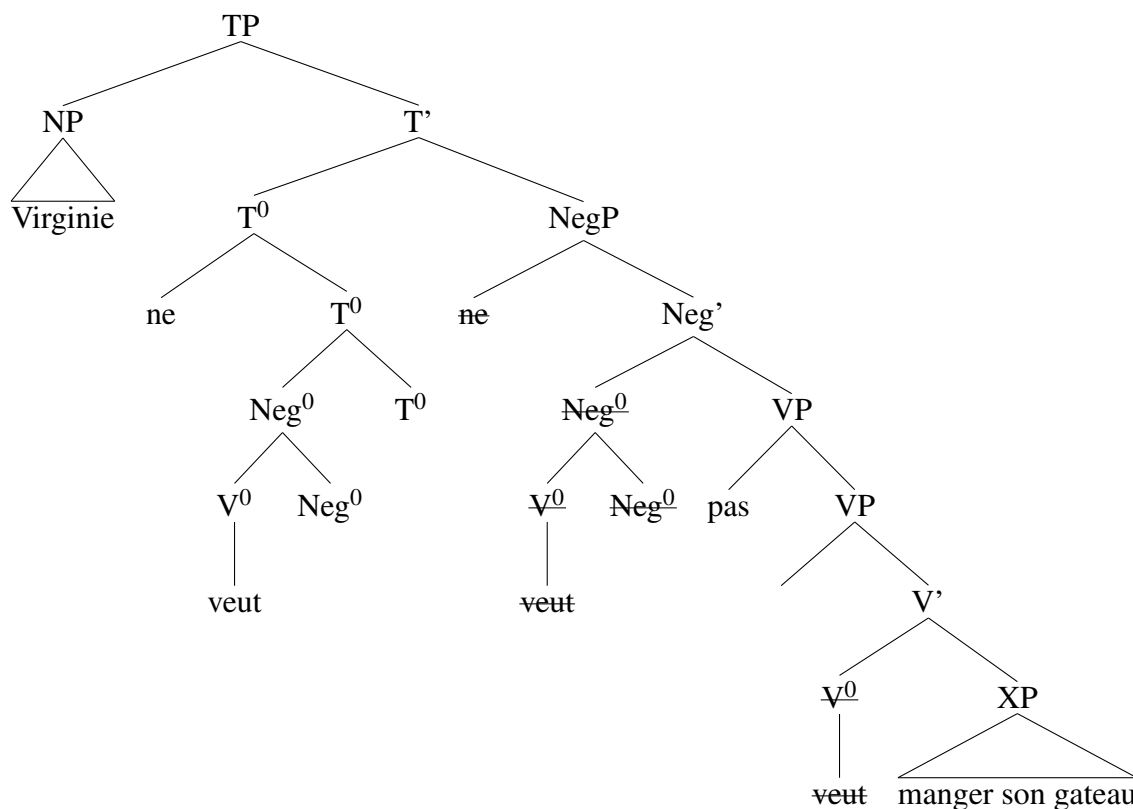 TP
NP T’
Virginie T⁰ NegP
ne T⁰ ne Neg’
Neg⁰ T⁰ Neg⁰ VP
V⁰ Neg⁰ V⁰ Neg⁰ pas VP
veut veut V’
V⁰ XP
veut manger son gateau